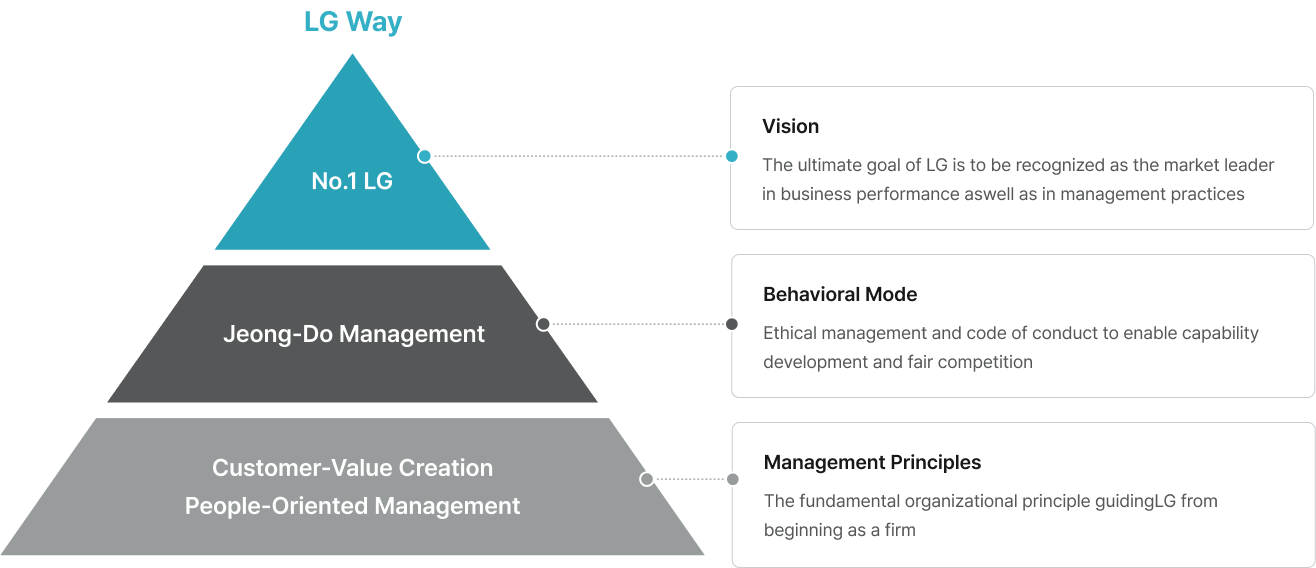 LG Way
No.1 LG
Vision
The ultimate goal of LG is to be recognized as the market leader
in business performance aswell as in management practices
Jeong-Do Management
Behavioral Mode
Ethical management and code of conduct to enable capability
development and fair competition
Customer-Value Creation
People-Oriented Management
Management Principles
The fundamental organizational principle guidingLG from
beginning as a firm